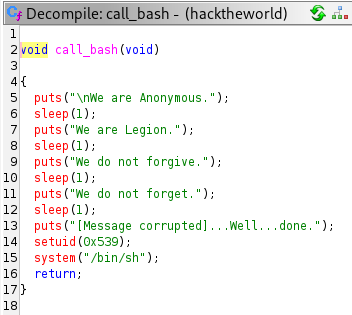 Decompile: call_bash - (hacktheworld)
1
2 void call_bash(void)
3
4 {
5 puts("\nWe are Anonymous.");
6 sleep(1);
7 puts("We are Legion.");
8 sleep(1);
9 puts("We do not forgive.");
10 sleep(1);
11 puts("We do not forget.");
12 sleep(1);
13 puts("[Message corrupted]...Well...done.");
14 setuid(0x539);
15 system("/bin/sh");
16 return;
17 }
18